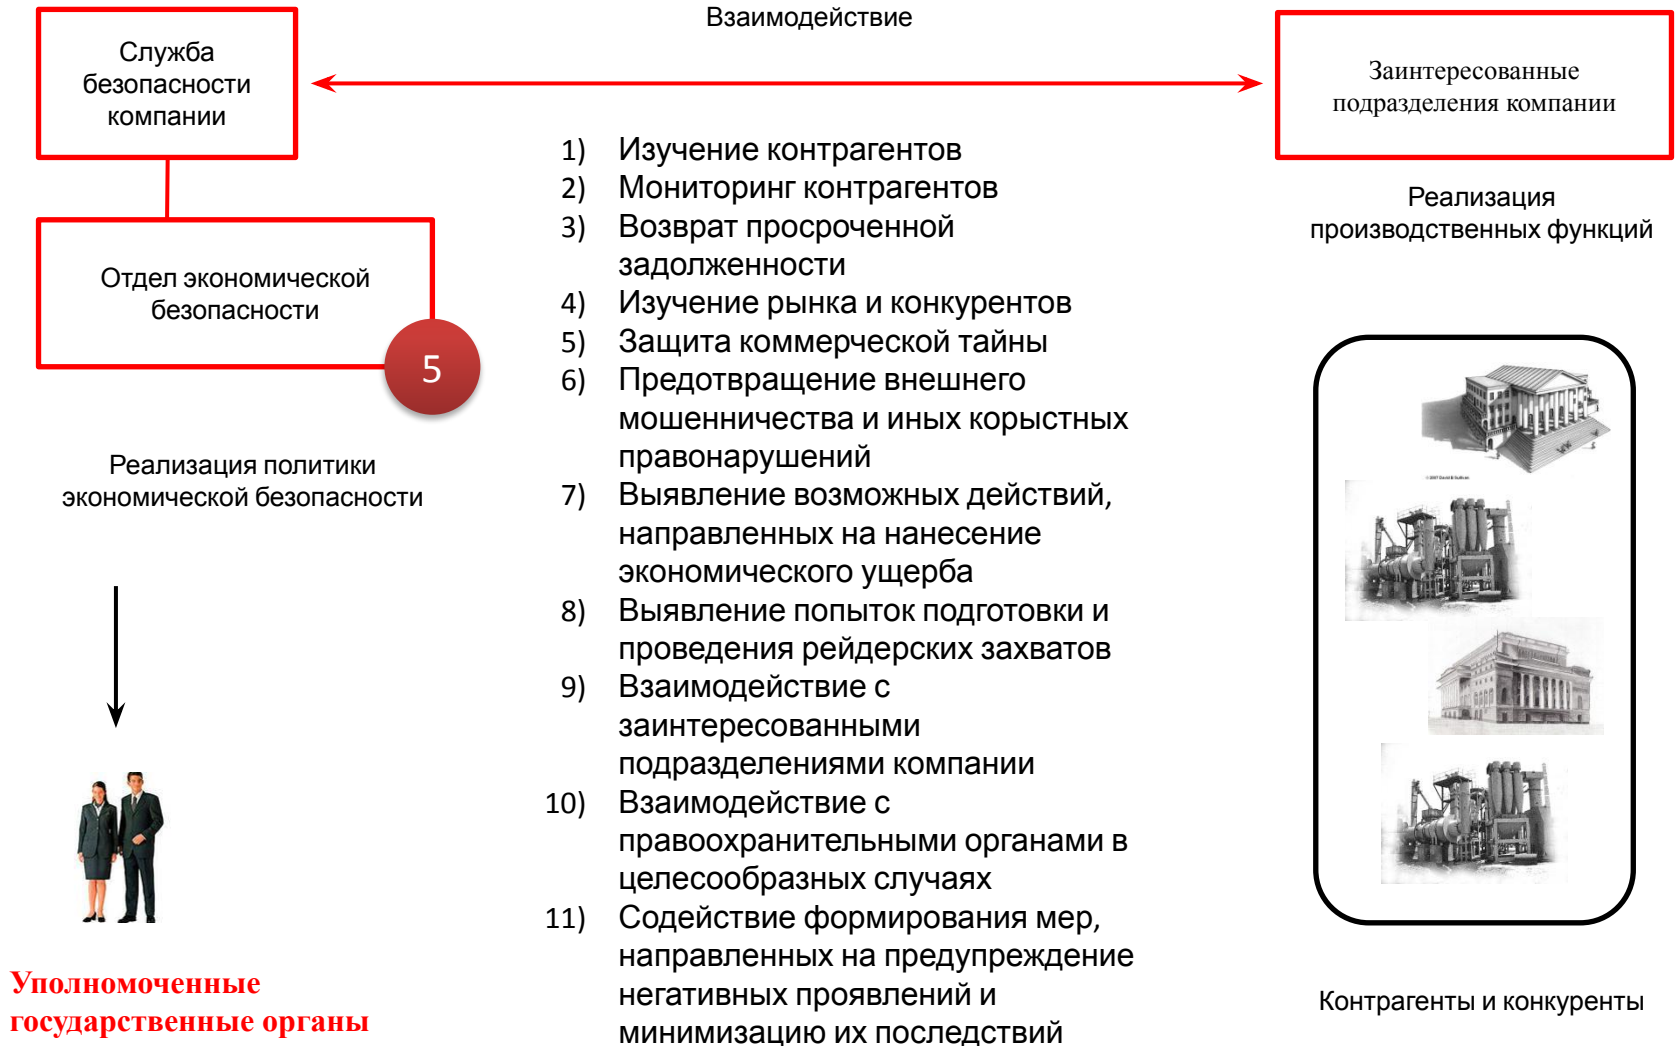 Взаимодействие
Служба
безопасности
компании
Заинтересованные
подразделения компании
Отдел экономической
безопасности
5
Реализация политики
экономической безопасности
Уполномоченные
государственные органы
1) Изучение контрагентов
2) Мониторинг контрагентов
3) Возврат просроченной
задолженности
4) Изучение рынка и конкурентов
5) Защита коммерческой тайны
6) Предотвращение внешнего
мошенничества и иных корыстных
правонарушений
7) Выявление возможных действий,
направленных на нанесение
экономического ущерба
8) Выявление попыток подготовки и
проведения рейдерских захватов
9) Взаимодействие с
заинтересованными
подразделениями компании
10) Взаимодействие с
правоохранительными органами в
целесообразных случаях
11) Содействие формирования мер,
направленных на предупреждение
негативных проявлений и
минимизацию их последствий
Реализация
производственных функций
© 2007 David B Sullivan
Контрагенты и конкуренты